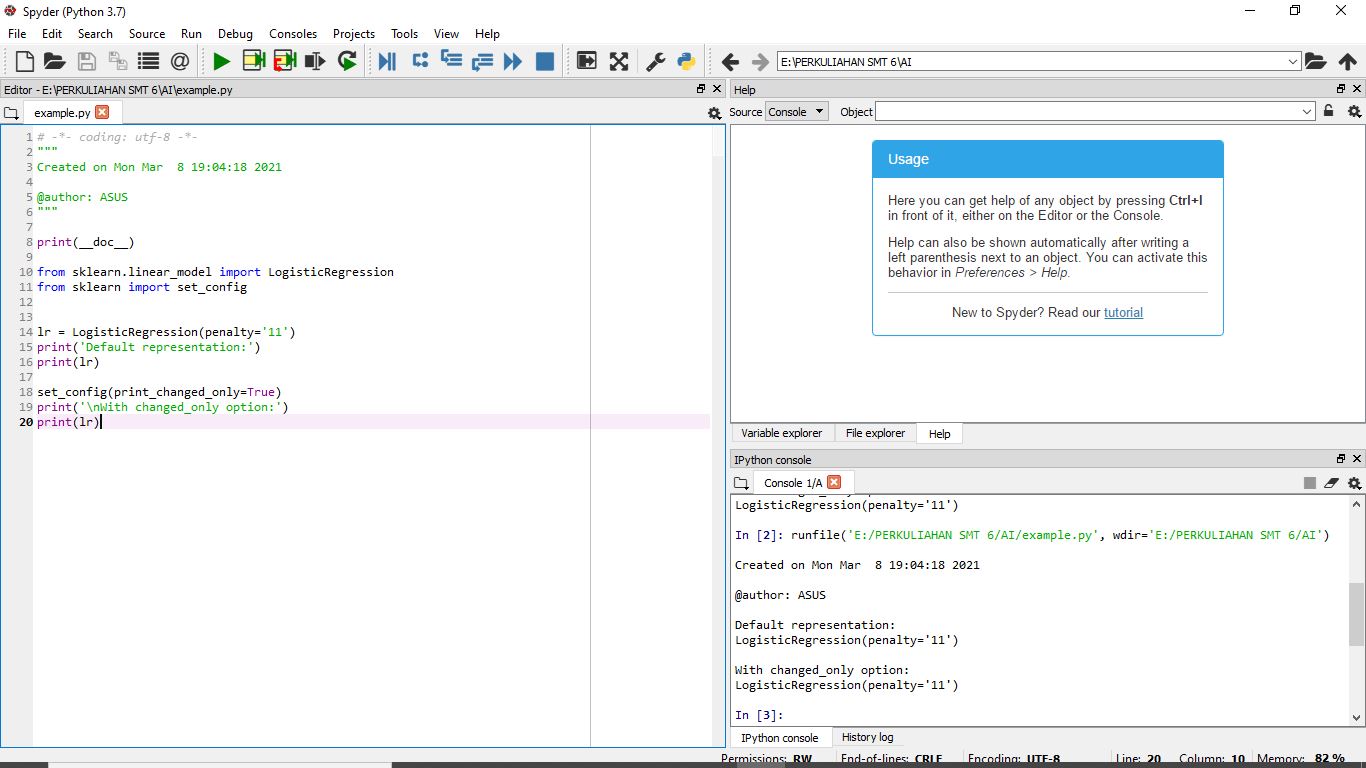 Spyder (Python 3.7)
File Edit Search Source Run Debug Consoles Projects Tools View Help
E:\PERKULIAHAN SMT 6\AI
Editor - E:\PERKULIAHAN SMT 6\AI\example.py
example.py
1 # -*- coding: utf-8 -*-
2 """
3 Created on Mon Mar  8 19:04:18 2021
4
5 @author: ASUS
6 """
7
8 print(__doc__)
9
10 from sklearn.linear_model import LogisticRegression
11 from sklearn import set_config
12
13
14 lr = LogisticRegression(penalty='11')
15 print('Default representation:')
16 print(lr)
17
18 set_config(print_changed_only=True)
19 print('\nWith changed_only option:')
20 print(lr)
Help
Source Console Object
Usage
Here you can get help of any object by pressing Ctrl+I
in front of it, either on the Editor or the Console.
Help can also be shown automatically after writing a
left parenthesis next to an object. You can activate this
behavior in Preferences > Help.
New to Spyder? Read our tutorial
Variable explorer File explorer Help
IPython console
Console 1/A
LogisticRegression(penalty='11')
In [2]: runfile('E:/PERKULIAHAN SMT 6/AI/example.py', wdir='E:/PERKULIAHAN SMT 6/AI')
Created on Mon Mar  8 19:04:18 2021
@author: ASUS
Default representation:
LogisticRegression(penalty='11')
With changed_only option:
LogisticRegression(penalty='11')
In [3]:
IPython console History log
Permissions: RW End-of-lines: CRLF Encoding: UTF-8 Line: 20 Column: 10 Memory: 82 %